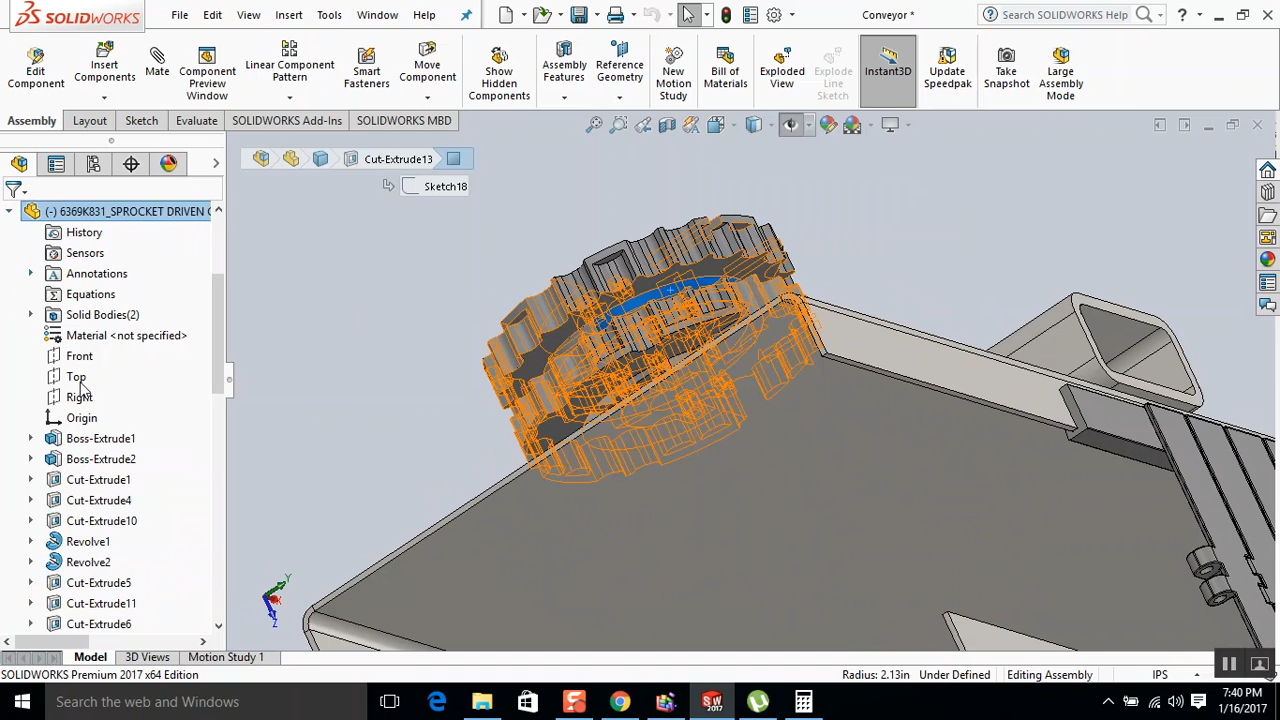 SOLIDWORKS
File Edit View Insert Tools Window Help
Conveyor *
Search SOLIDWORKS Help
Edit Component
Insert Components
Mate
Component Preview Window
Linear Component Pattern
Smart Fasteners
Move Component
Show Hidden Components
Assembly Features
Reference Geometry
New Motion Study
Bill of Materials
Exploded View
Explode Line Sketch
Instant3D
Update Speedpak
Take Snapshot
Large Assembly Mode
Assembly Layout Sketch Evaluate SOLIDWORKS Add-Ins SOLIDWORKS MBD
Cut-Extrude13
Sketch18
(-) 6369K831_SPROCKET DRIVEN
History
Sensors
Annotations
Equations
Solid Bodies(2)
Material <not specified>
Front
Top
Right
Origin
Boss-Extrude1
Boss-Extrude2
Cut-Extrude1
Cut-Extrude4
Cut-Extrude10
Revolve1
Revolve2
Cut-Extrude5
Cut-Extrude11
Cut-Extrude6
Y
X
Z
Model 3D Views Motion Study 1
SOLIDWORKS Premium 2017 x64 Edition
Radius: 2.13in Under Defined Editing Assembly IPS
Search the web and Windows
SW 2017
7:40 PM
1/16/2017